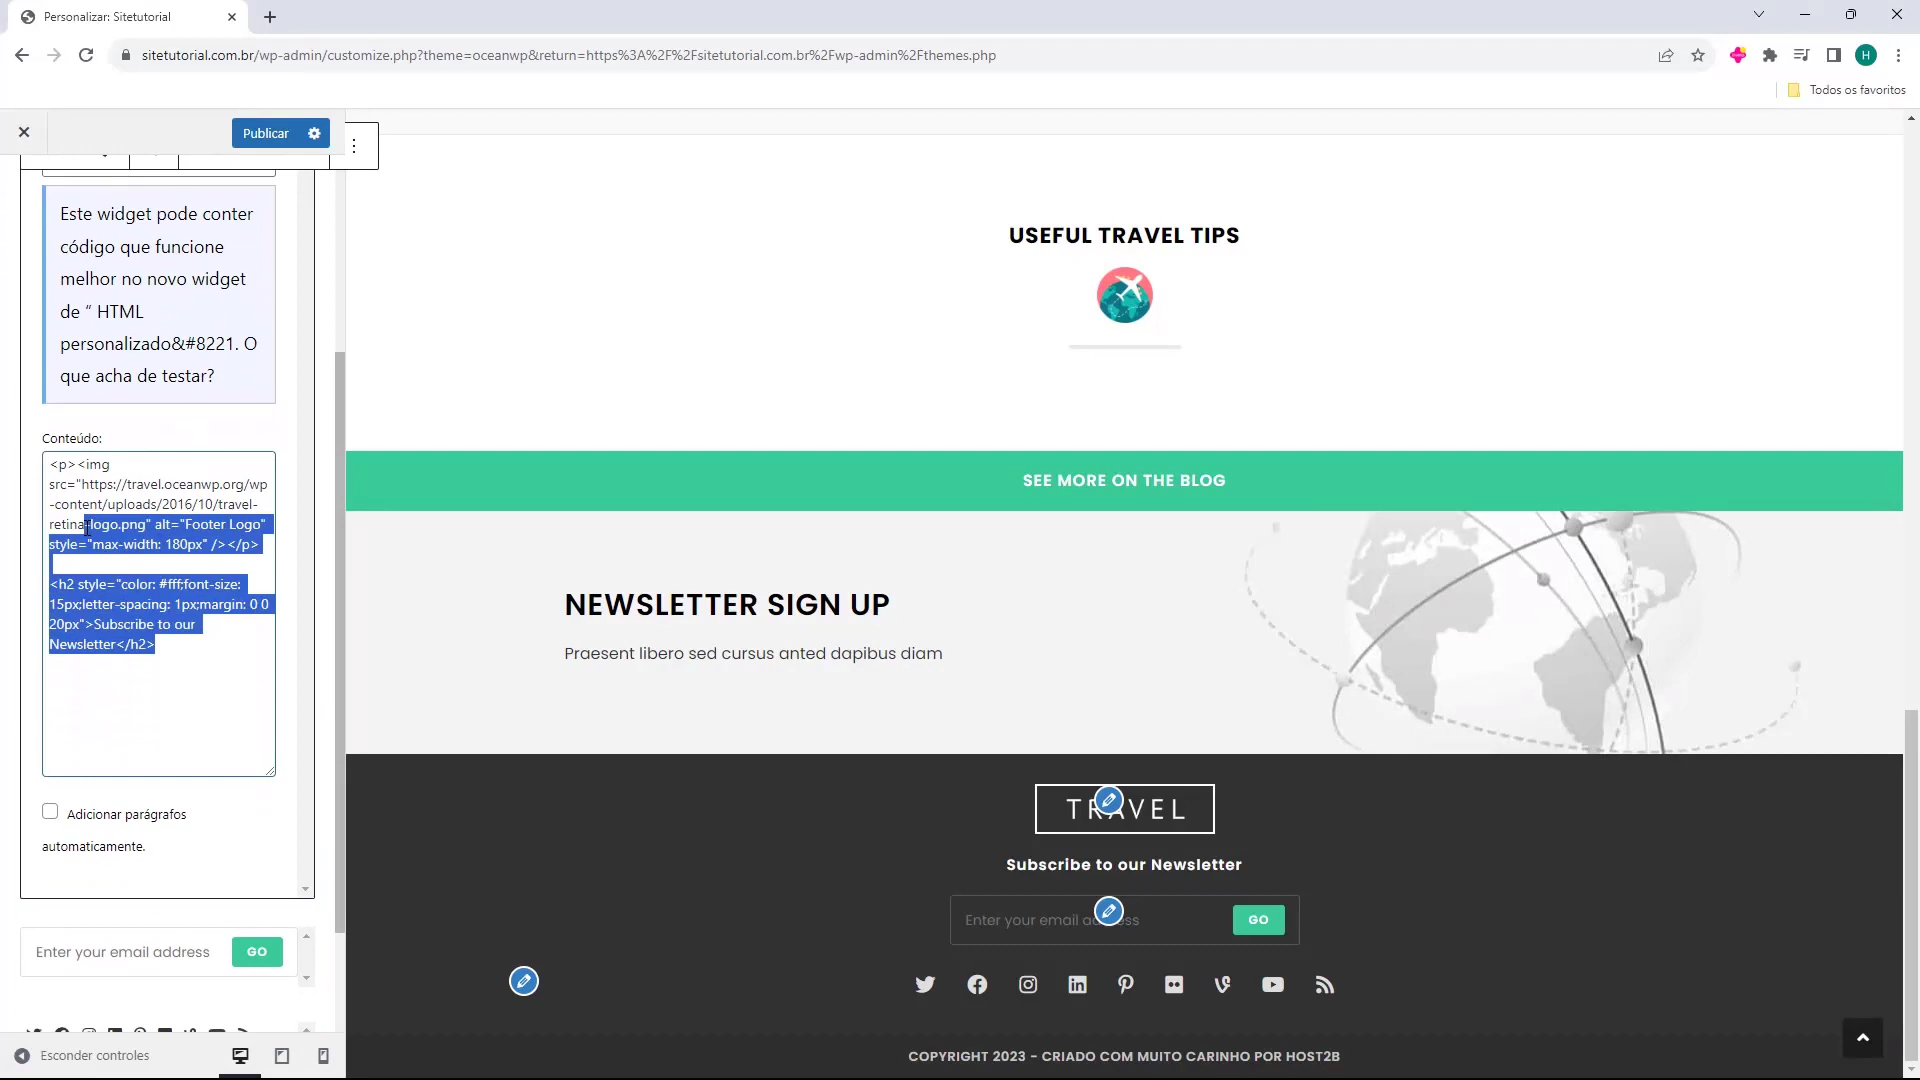 Personalizar: Sitetutorial
sitetutorial.com.br/wp-admin/customize.php?theme=oceanwp&return=https%3A%2F%2Fsitetutorial.com.br%2Fwp-admin%2Fthemes.php
H
Todos os favoritos
Publicar
Este widget pode conter
código que funcione
melhor no novo widget
de “ HTML
personalizado&#8221. O
que acha de testar?
Conteúdo:
<p><img
src="https://travel.oceanwp.org/wp
-content/uploads/2016/10/travel-
retina-logo.png" alt="Footer Logo"
style="max-width: 180px" /></p>
<h2 style="color: #fff;font-size:
15px;letter-spacing: 1px;margin: 0 0
20px">Subscribe to our
Newsletter</h2>
Adicionar parágrafos
automaticamente.
Enter your email address
GO
Esconder controles
USEFUL TRAVEL TIPS
SEE MORE ON THE BLOG
NEWSLETTER SIGN UP
Praesent libero sed cursus anted dapibus diam
TRAVEL
Subscribe to our Newsletter
Enter your email address
GO
COPYRIGHT 2023 - CRIADO COM MUITO CARINHO POR HOST2B